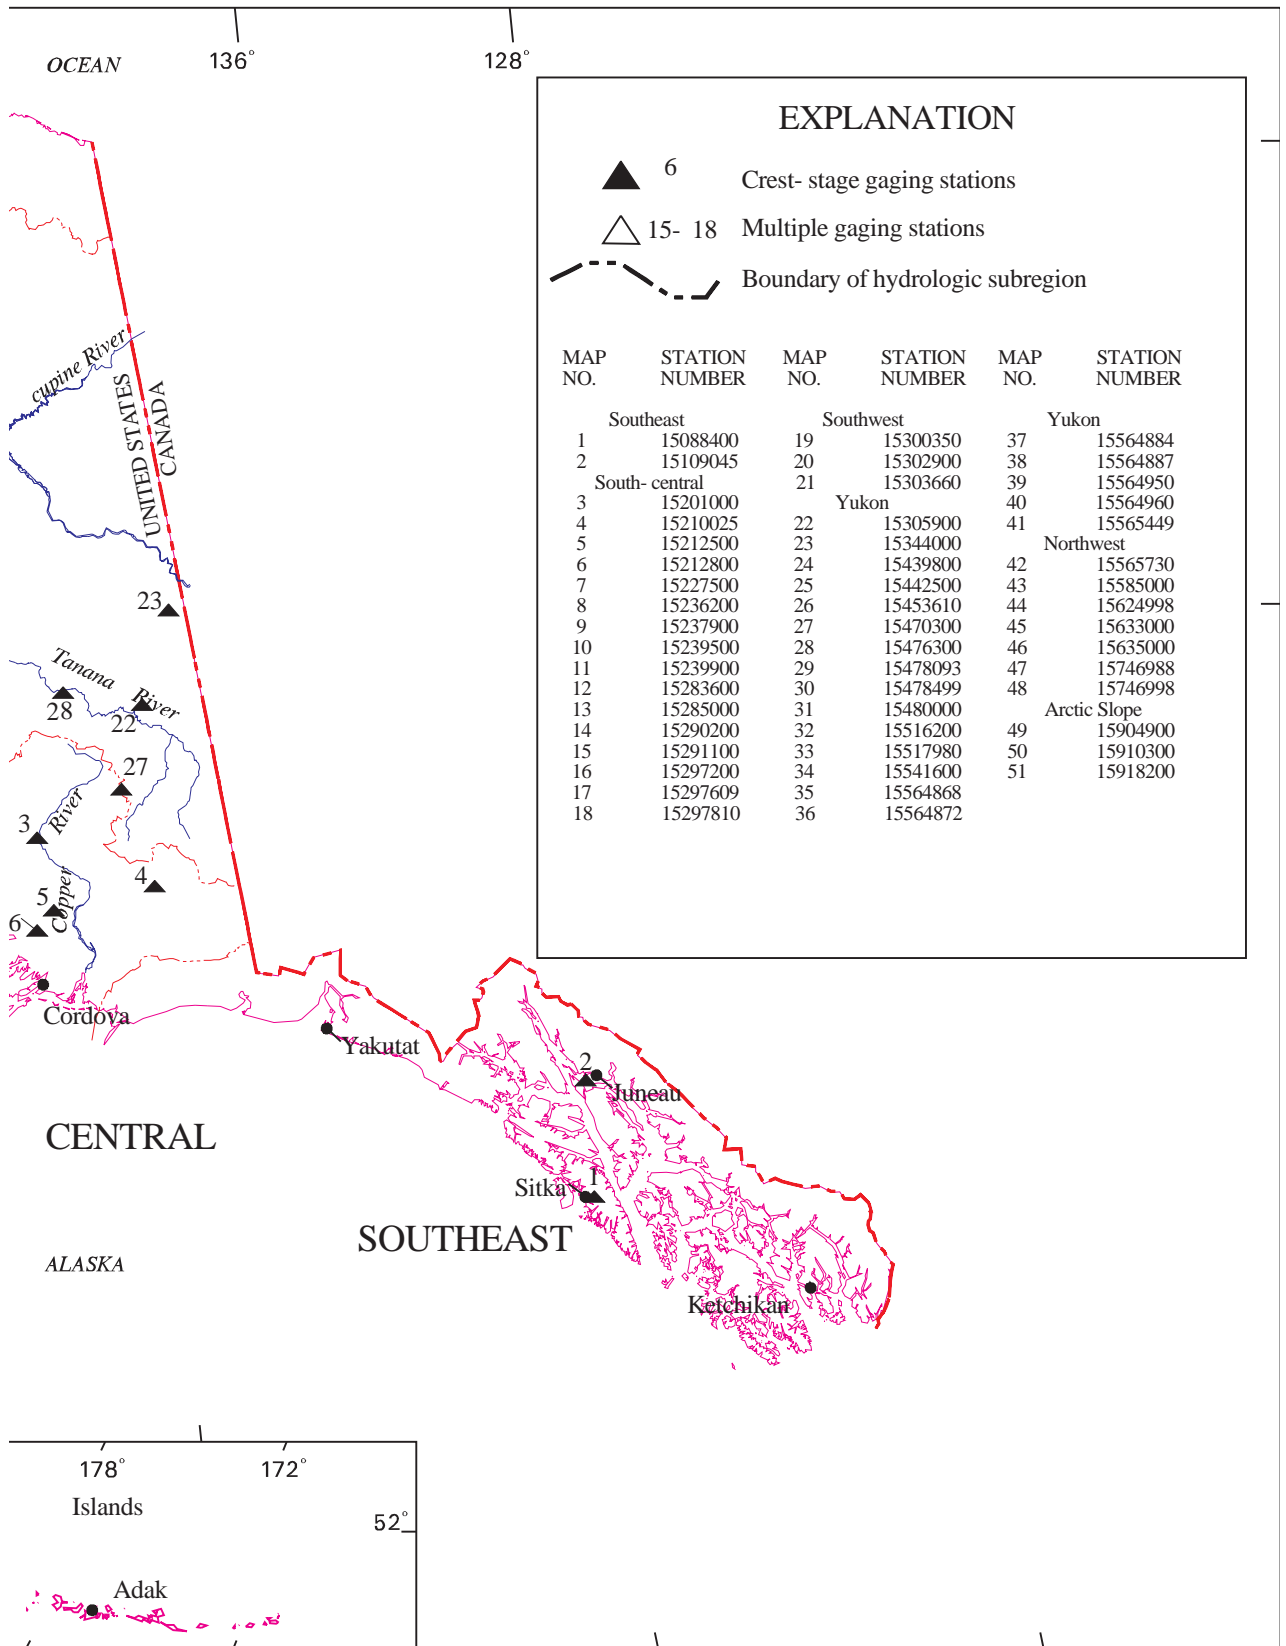 136°
128°
OCEAN
EXPLANATION
6
Crest- stage gaging stations
15- 18 Multiple gaging stations
Boundary of hydrologic subregion
MAP STATION MAP STATION MAP STATION
NO. NUMBER NO. NUMBER NO. NUMBER
Southeast Southwest Yukon
1 15088400 19 15300350 37 15564884
2 15109045 20 15302900 38 15564887
South- central 21 15303660 39 15564950
3 15201000 Yukon 40 15564960
4 15210025 22 15305900 41 15565449
5 15212500 23 15344000 Northwest
6 15212800 24 15439800 42 15565730
7 15227500 25 15442500 43 15585000
8 15236200 26 15453610 44 15624998
9 15237900 27 15470300 45 15633000
10 15239500 28 15476300 46 15635000
11 15239900 29 15478093 47 15746988
12 15283600 30 15478499 48 15746998
13 15285000 31 15480000 Arctic Slope
14 15290200 32 15516200 49 15904900
15 15291100 33 15517980 50 15910300
16 15297200 34 15541600 51 15918200
17 15297609 35 15564868
18 15297810 36 15564872
cupine River
UNITED STATES
CANADA
23
Tanana River
28
22
27
3
River
4
5
Copper
6
Cordova
Yakutat
2
Juneau
CENTRAL
1
Sitka
SOUTHEAST
ALASKA
Ketchikan
178°
172°
Islands
52°
Adak